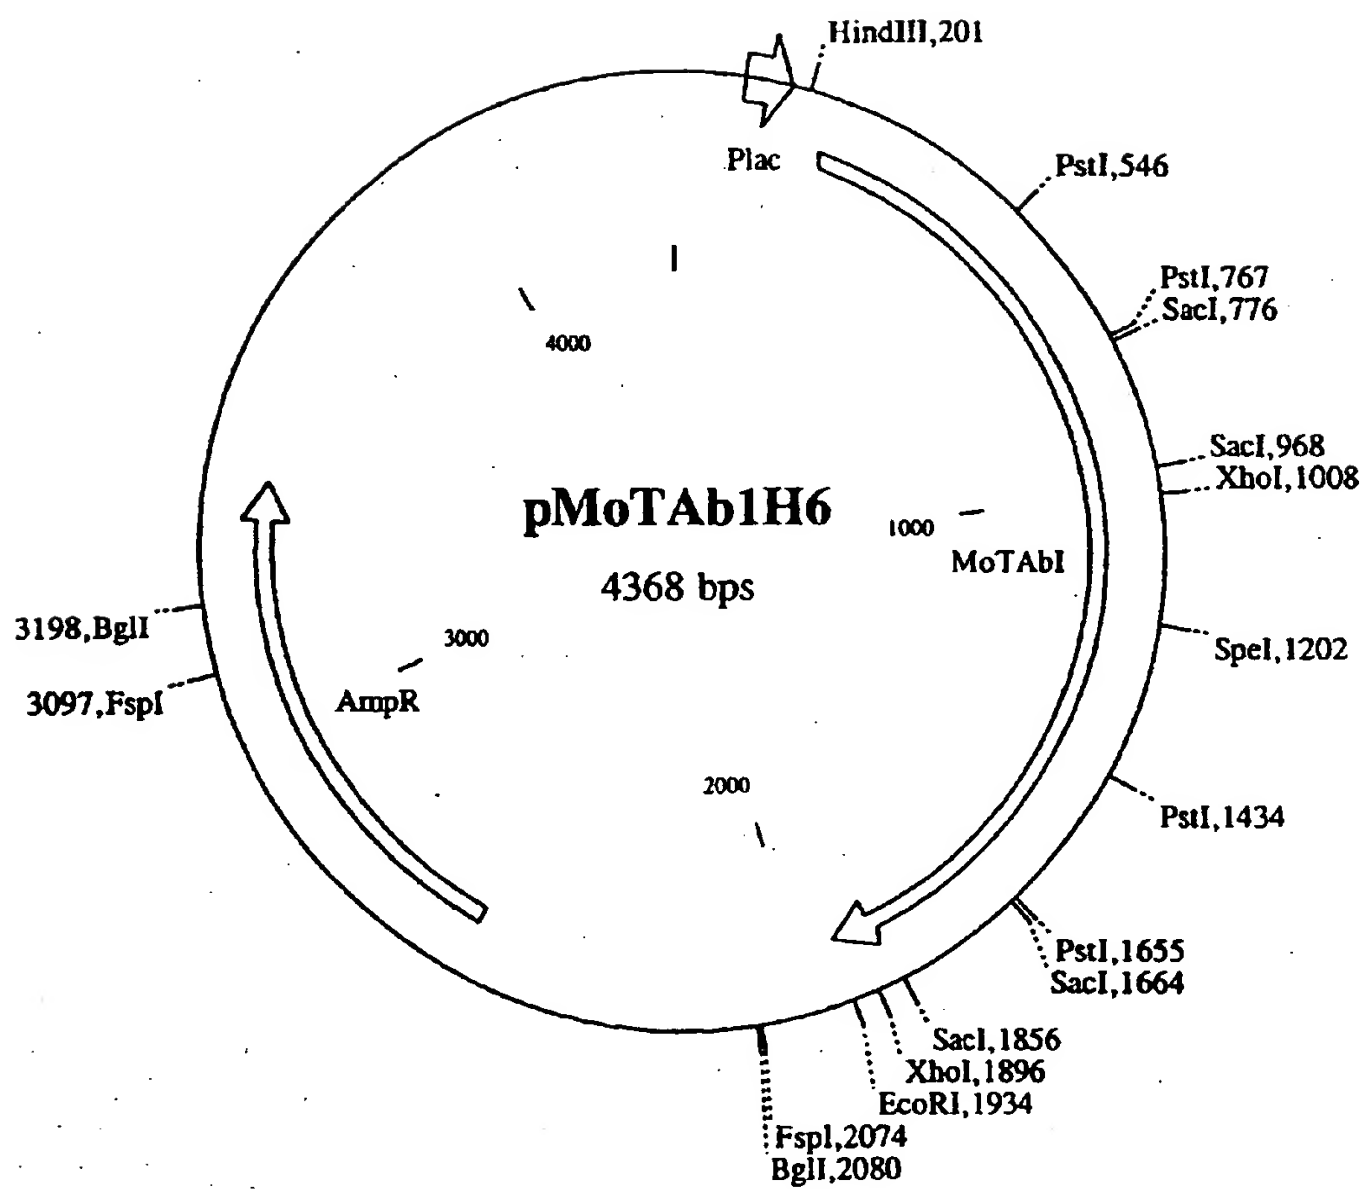 HindIII,201
Plac
PstI,546
PstI,767
SacI,776
4000
SacI,968
XhoI,1008
pMoTAb1H6
1000
MoTAbI
4368 bps
3198,BglI
3000
SpeI,1202
3097,FspI
AmpR
2000
PstI,1434
PstI,1655
SacI,1664
SacI,1856
XhoI,1896
EcoRI,1934
FspI,2074
BglI,2080